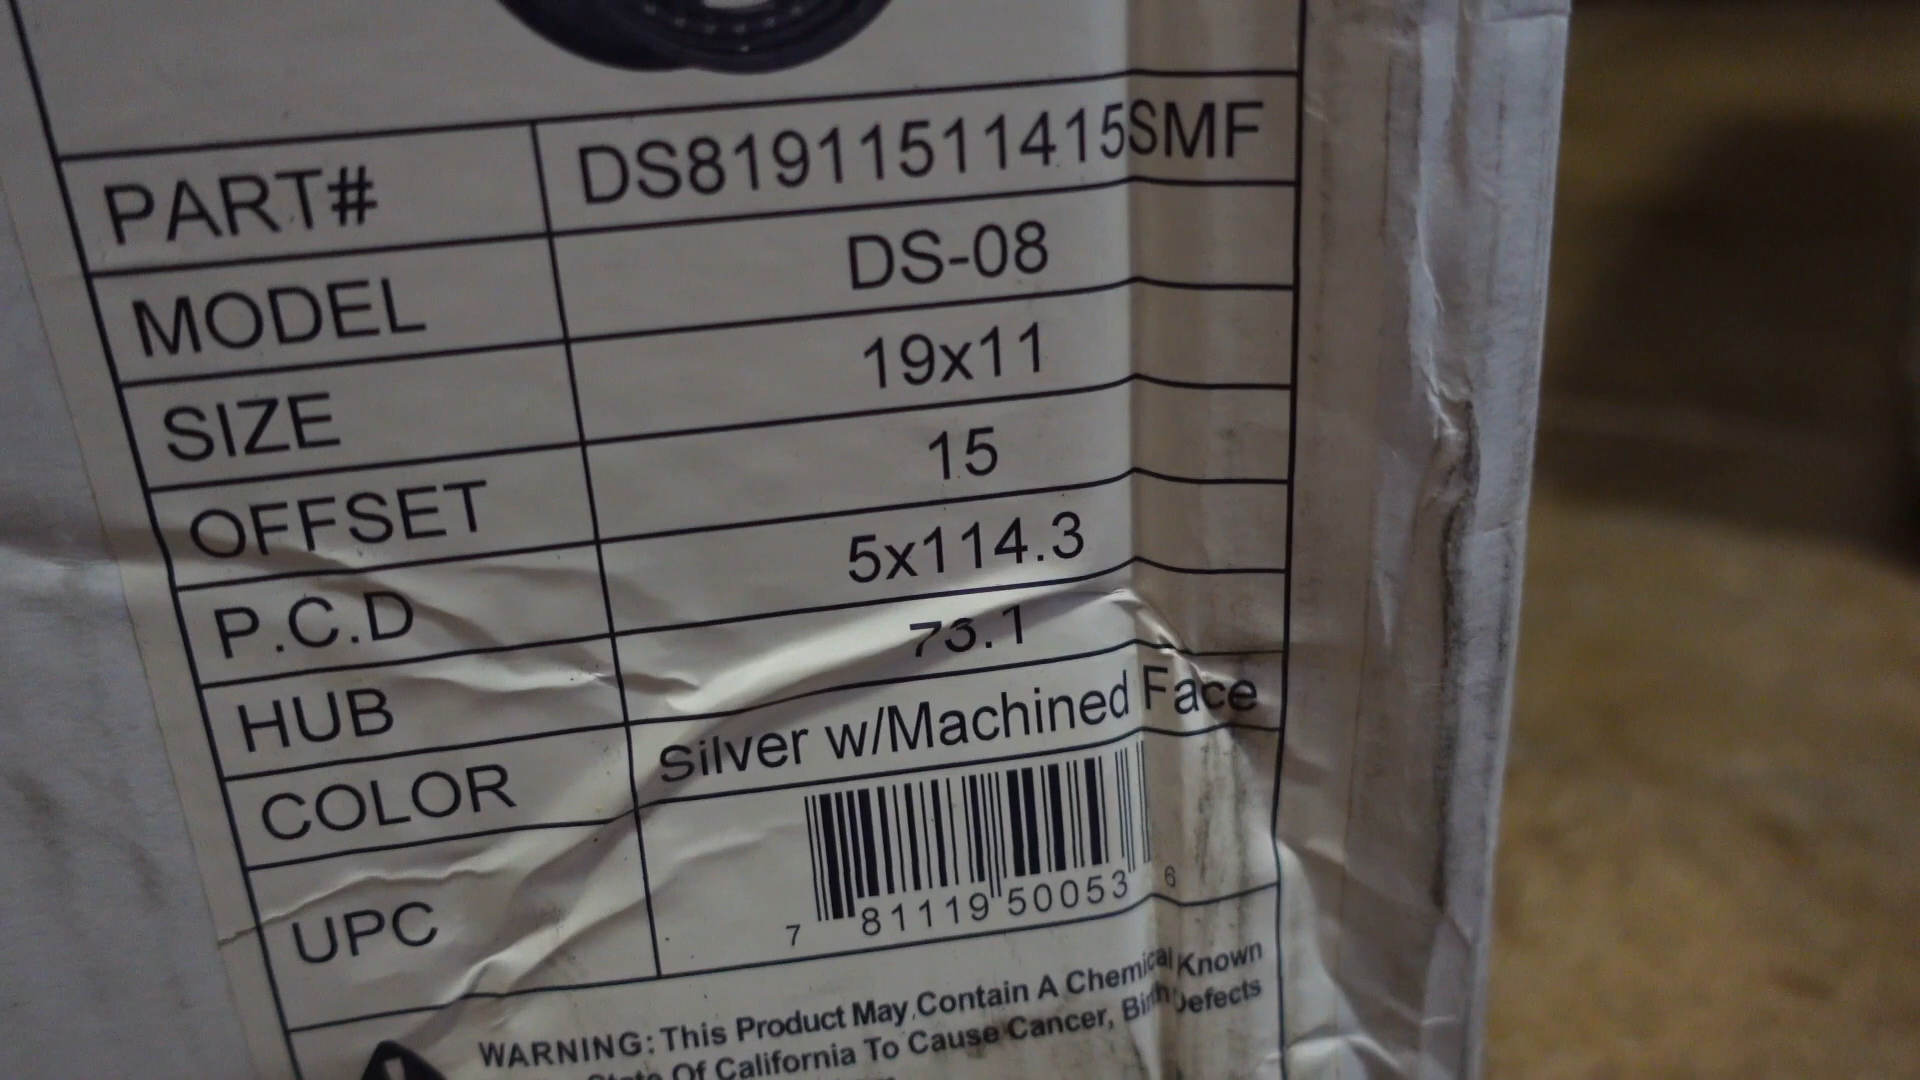 PART# DS81911511415SMF
MODEL DS-08
SIZE 19x11
OFFSET 15
P.C.D 5x114.3
HUB 73.1
COLOR Silver w/Machined Face
UPC 7 81119 50053 6
WARNING: This Product May Contain A Chemical Known
State Of California To Cause Cancer, Birth Defects